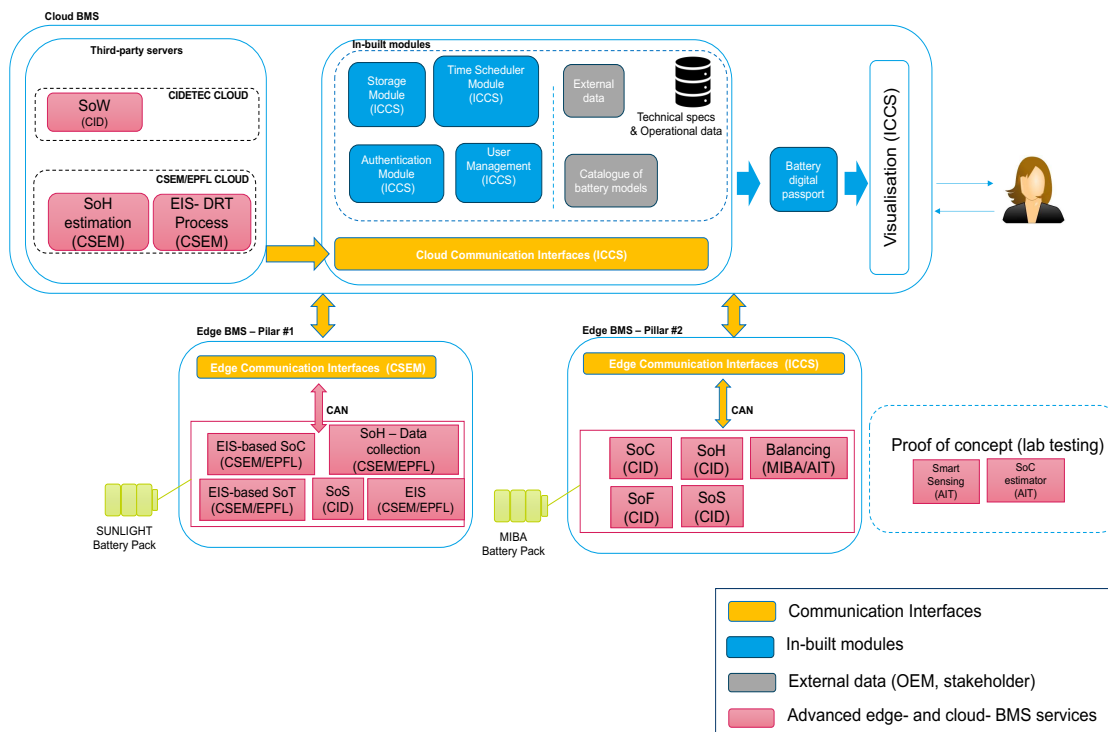 Cloud BMS
Third-party servers
CIDETEC CLOUD
SoW
(CID)
CSEM/EPFL CLOUD
SoH
estimation
(CSEM)
EIS- DRT
Process
(CSEM)
In-built modules
Storage
Module
(ICCS)
Time Scheduler
Module
(ICCS)
External
data
Technical specs
& Operational data
Authentication
Module
(ICCS)
User
Management
(ICCS)
Catalogue of
battery models
Cloud Communication Interfaces (ICCS)
Battery
digital
passport
Visualisation (ICCS)
Edge BMS – Pilar #1
Edge Communication Interfaces (CSEM)
CAN
EIS-based SoC
(CSEM/EPFL)
SoH – Data
collection
(CSEM/EPFL)
EIS-based SoT
(CSEM/EPFL)
SoS
(CID)
EIS
(CSEM/EPFL)
SUNLIGHT
Battery Pack
Edge BMS – Pillar #2
Edge Communication Interfaces (ICCS)
CAN
SoC
(CID)
SoH
(CID)
Balancing
(MIBA/AIT)
SoF
(CID)
SoS
(CID)
MIBA
Battery Pack
Proof of concept (lab testing)
Smart
Sensing
(AIT)
SoC
estimator
(AIT)
Communication Interfaces
In-built modules
External data (OEM, stakeholder)
Advanced edge- and cloud- BMS services